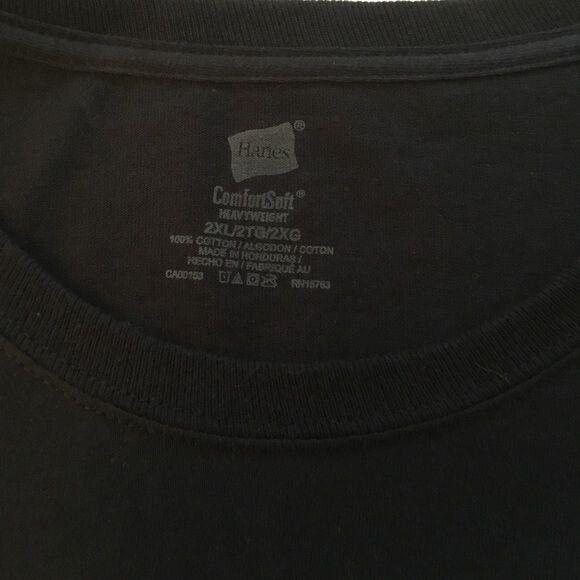 Hanes®
ComfortSoft®
HEAVYWEIGHT
2XL/2TG/2XG
100% COTTON / ALGODON / COTON
MADE IN HONDURAS /
HECHO EN / FABRIQUÉ AU
CA00153 RN15763